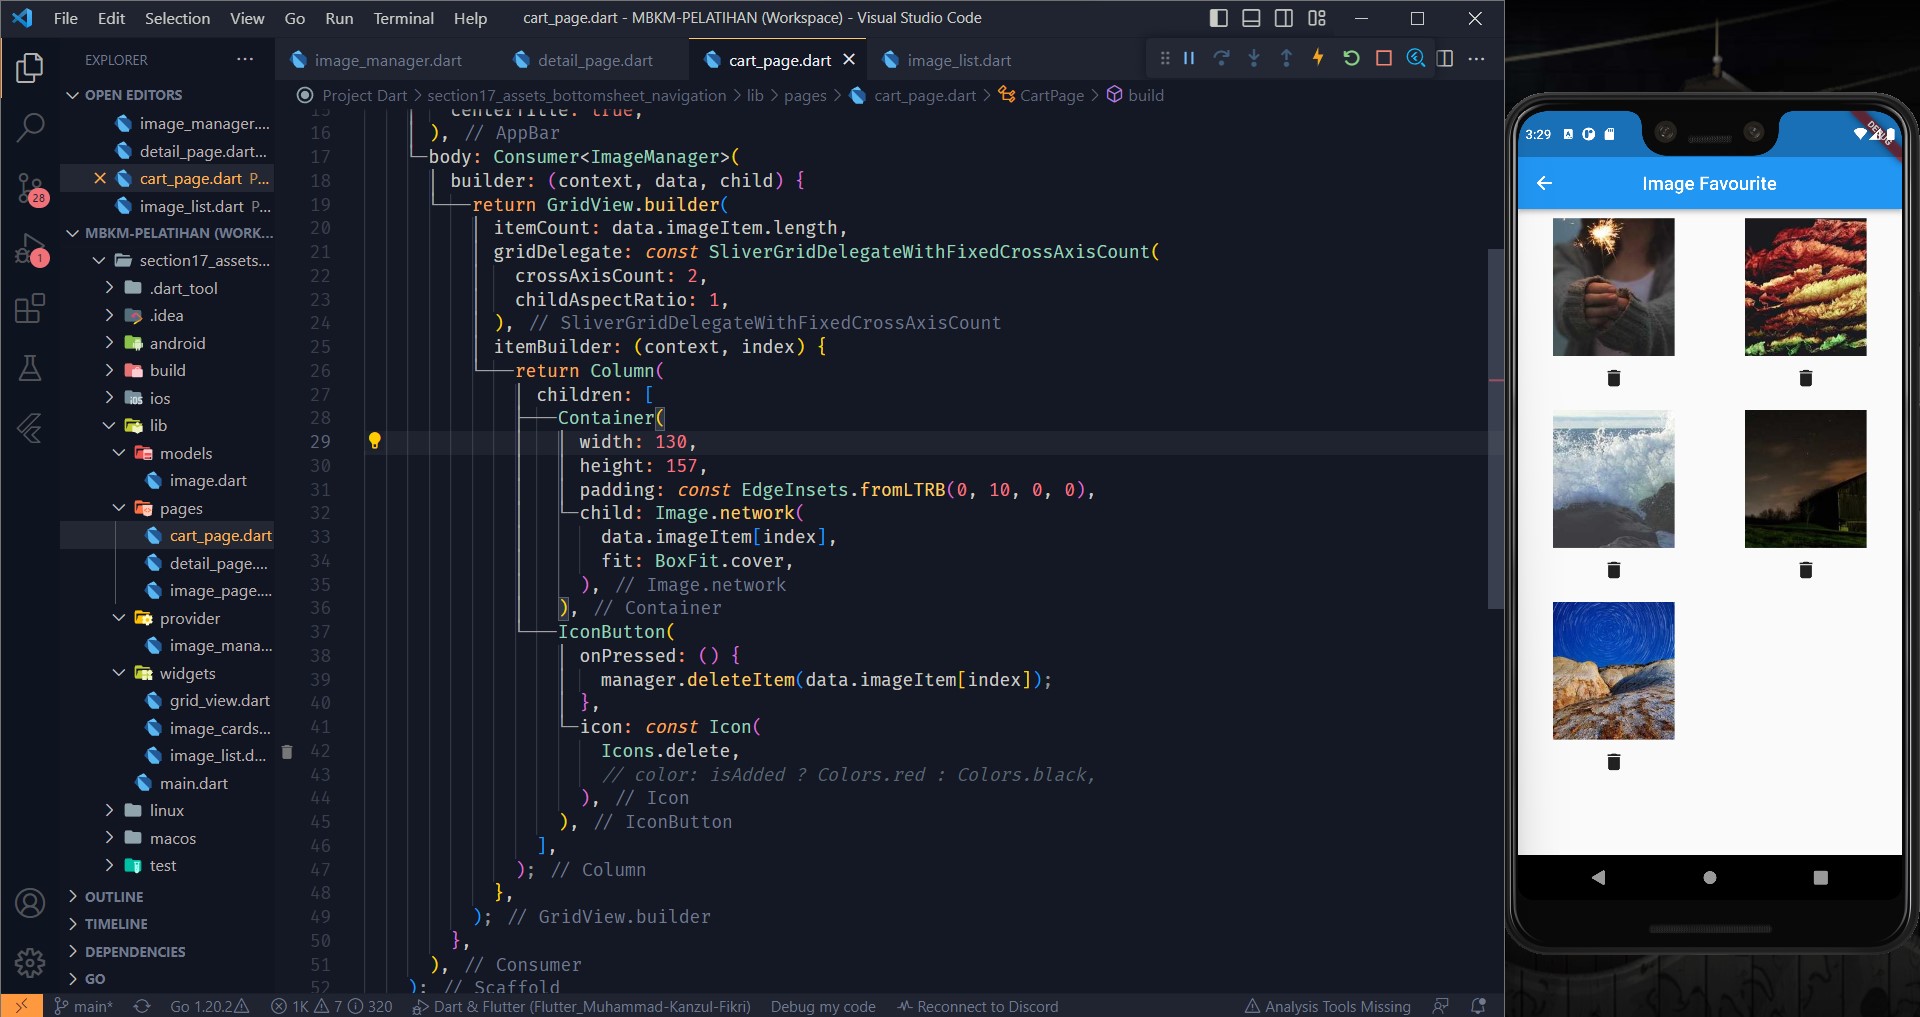 File Edit Selection View Go Run Terminal Help
cart_page.dart - MBKM-PELATIHAN (Workspace) - Visual Studio Code
EXPLORER
OPEN EDITORS
image_manager....
detail_page.dart...
cart_page.dart P...
image_list.dart P...
MBKM-PELATIHAN (WORK...
section17_assets...
.dart_tool
.idea
android
build
ios
lib
models
image.dart
pages
cart_page.dart
detail_page....
image_page....
provider
image_mana...
widgets
grid_view.dart
image_cards...
image_list.d...
main.dart
linux
macos
test
OUTLINE
TIMELINE
DEPENDENCIES
GO
28
1
image_manager.dart
detail_page.dart
cart_page.dart
image_list.dart
Project Dart > section17_assets_bottomsheet_navigation > lib > pages > cart_page.dart > CartPage > build
15 centerTitle: true,
16 ), // AppBar
17 body: Consumer<ImageManager>(
18 builder: (context, data, child) {
19 return GridView.builder(
20 itemCount: data.imageItem.length,
21 gridDelegate: const SliverGridDelegateWithFixedCrossAxisCount(
22 crossAxisCount: 2,
23 childAspectRatio: 1,
24 ), // SliverGridDelegateWithFixedCrossAxisCount
25 itemBuilder: (context, index) {
26 return Column(
27 children: [
28 Container(
29 width: 130,
30 height: 157,
31 padding: const EdgeInsets.fromLTRB(0, 10, 0, 0),
32 child: Image.network(
33 data.imageItem[index],
34 fit: BoxFit.cover,
35 ), // Image.network
36 ), // Container
37 IconButton(
38 onPressed: () {
39 manager.deleteItem(data.imageItem[index]);
40 },
41 icon: const Icon(
42 Icons.delete,
43 // color: isAdded ? Colors.red : Colors.black,
44 ), // Icon
45 ), // IconButton
46 ],
47 ); // Column
48 },
49 ); // GridView.builder
50 },
51 ), // Consumer
52 ); // Scaffold
main* Go 1.20.2 1K 7 320 Dart & Flutter (Flutter_Muhammad-Kanzul-Fikri) Debug my code Reconnect to Discord Analysis Tools Missing
3:29
DEBUG
Image Favourite